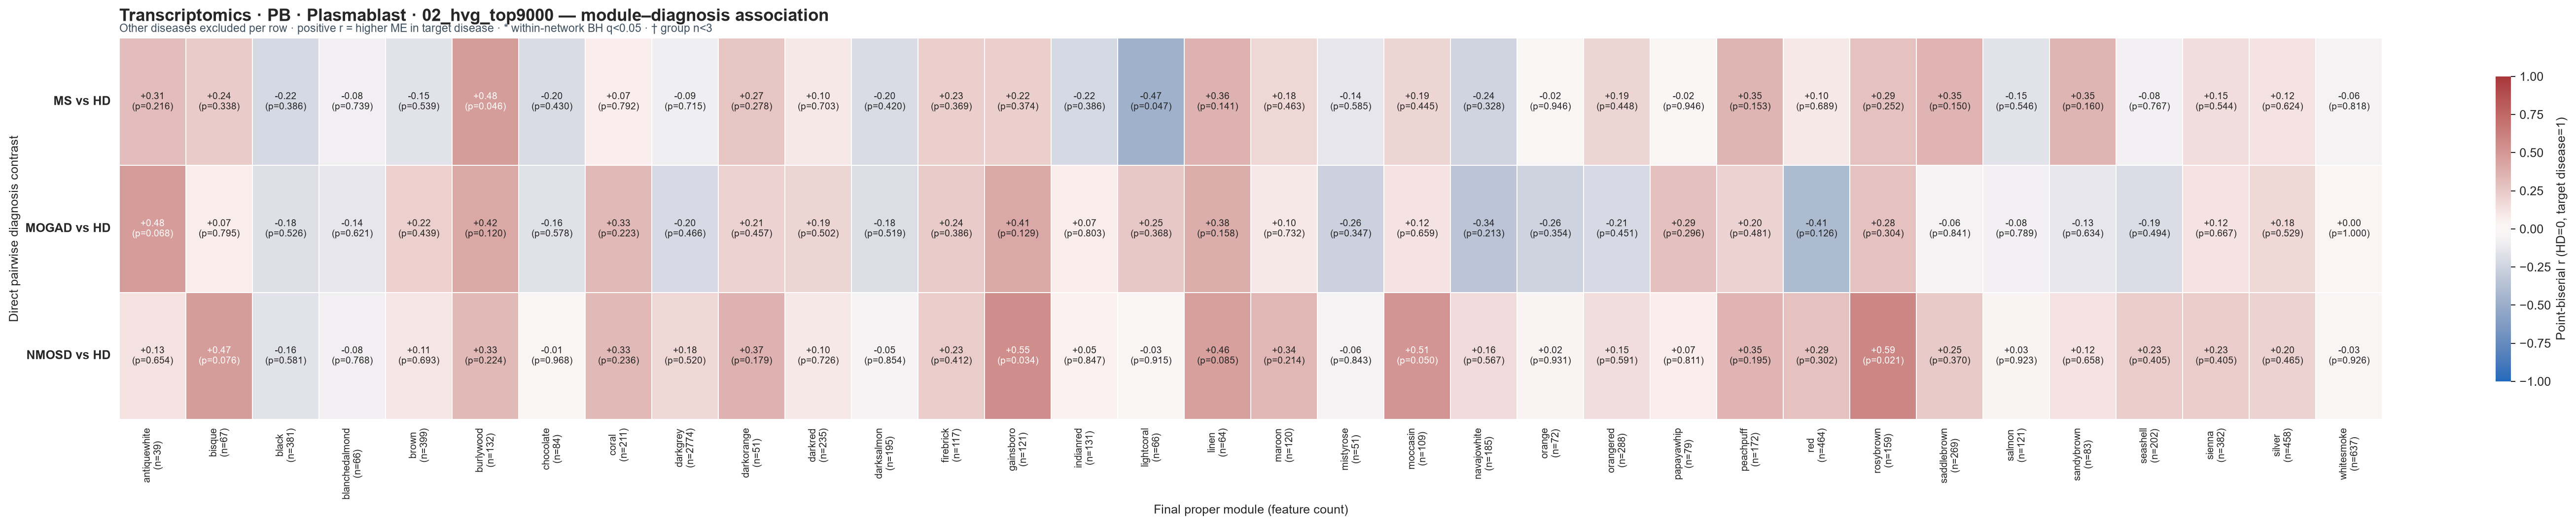 Transcriptomics · PB · Plasmablast · 02_hvg_top9000 — module–diagnosis association
Other diseases excluded per row · positive r = higher ME in target disease · * within-network BH q<0.05 · † group n<3
Direct pairwise diagnosis contrast
MS vs HD
+0.31 +0.24 -0.22 -0.08 -0.15 +0.48 -0.20 +0.07 -0.09 +0.27 +0.10 -0.20 +0.23 +0.22 -0.22 -0.47 +0.36 +0.18 -0.14 +0.19 -0.24 -0.02 +0.19 -0.02 +0.35 +0.10 +0.29 +0.35 -0.15 +0.35 -0.08 +0.15 +0.12 -0.06
(p=0.216) (p=0.338) (p=0.386) (p=0.739) (p=0.539) (p=0.046) (p=0.430) (p=0.792) (p=0.715) (p=0.278) (p=0.703) (p=0.420) (p=0.369) (p=0.374) (p=0.386) (p=0.047) (p=0.141) (p=0.463) (p=0.585) (p=0.445) (p=0.328) (p=0.946) (p=0.448) (p=0.946) (p=0.153) (p=0.689) (p=0.252) (p=0.150) (p=0.546) (p=0.160) (p=0.767) (p=0.544) (p=0.624) (p=0.818)
MOGAD vs HD
+0.48 +0.07 -0.18 -0.14 +0.22 +0.42 -0.16 +0.33 -0.20 +0.21 +0.19 -0.18 +0.24 +0.41 +0.07 +0.25 +0.38 +0.10 -0.26 +0.12 -0.34 -0.26 -0.21 +0.29 +0.20 -0.41 +0.28 -0.06 -0.08 -0.13 -0.19 +0.12 +0.18 +0.00
(p=0.068) (p=0.795) (p=0.526) (p=0.621) (p=0.439) (p=0.120) (p=0.578) (p=0.223) (p=0.466) (p=0.457) (p=0.502) (p=0.519) (p=0.386) (p=0.129) (p=0.803) (p=0.368) (p=0.158) (p=0.732) (p=0.347) (p=0.659) (p=0.213) (p=0.354) (p=0.451) (p=0.296) (p=0.481) (p=0.126) (p=0.304) (p=0.841) (p=0.789) (p=0.634) (p=0.494) (p=0.667) (p=0.529) (p=1.000)
NMOSD vs HD
+0.13 +0.47 -0.16 -0.08 +0.11 +0.33 -0.01 +0.33 +0.18 +0.37 +0.10 -0.05 +0.23 +0.55 +0.05 -0.03 +0.46 +0.34 -0.06 +0.51 +0.16 +0.02 +0.15 +0.07 +0.35 +0.29 +0.59 +0.25 +0.03 +0.12 +0.23 +0.23 +0.20 -0.03
(p=0.654) (p=0.076) (p=0.581) (p=0.768) (p=0.693) (p=0.224) (p=0.968) (p=0.236) (p=0.520) (p=0.179) (p=0.726) (p=0.854) (p=0.412) (p=0.034) (p=0.847) (p=0.915) (p=0.085) (p=0.214) (p=0.843) (p=0.050) (p=0.567) (p=0.931) (p=0.591) (p=0.811) (p=0.195) (p=0.302) (p=0.021) (p=0.370) (p=0.923) (p=0.658) (p=0.405) (p=0.405) (p=0.465) (p=0.926)
antiquewhite
(n=39)
bisque
(n=67)
black
(n=381)
blanchedalmond
(n=66)
brown
(n=399)
burlywood
(n=132)
chocolate
(n=84)
coral
(n=211)
darkgrey
(n=2774)
darkorange
(n=51)
darkred
(n=235)
darksalmon
(n=195)
firebrick
(n=117)
gainsboro
(n=121)
indianred
(n=131)
lightcoral
(n=66)
linen
(n=64)
maroon
(n=120)
mistyrose
(n=51)
moccasin
(n=109)
navajowhite
(n=185)
orange
(n=72)
orangered
(n=288)
papayawhip
(n=79)
peachpuff
(n=172)
red
(n=464)
rosybrown
(n=159)
saddlebrown
(n=269)
salmon
(n=121)
sandybrown
(n=83)
seashell
(n=202)
sienna
(n=382)
silver
(n=458)
whitesmoke
(n=637)
Final proper module (feature count)
1.00
0.75
0.50
0.25
0.00
−0.25
−0.50
−0.75
−1.00
Point-biserial r (HD=0, target disease=1)